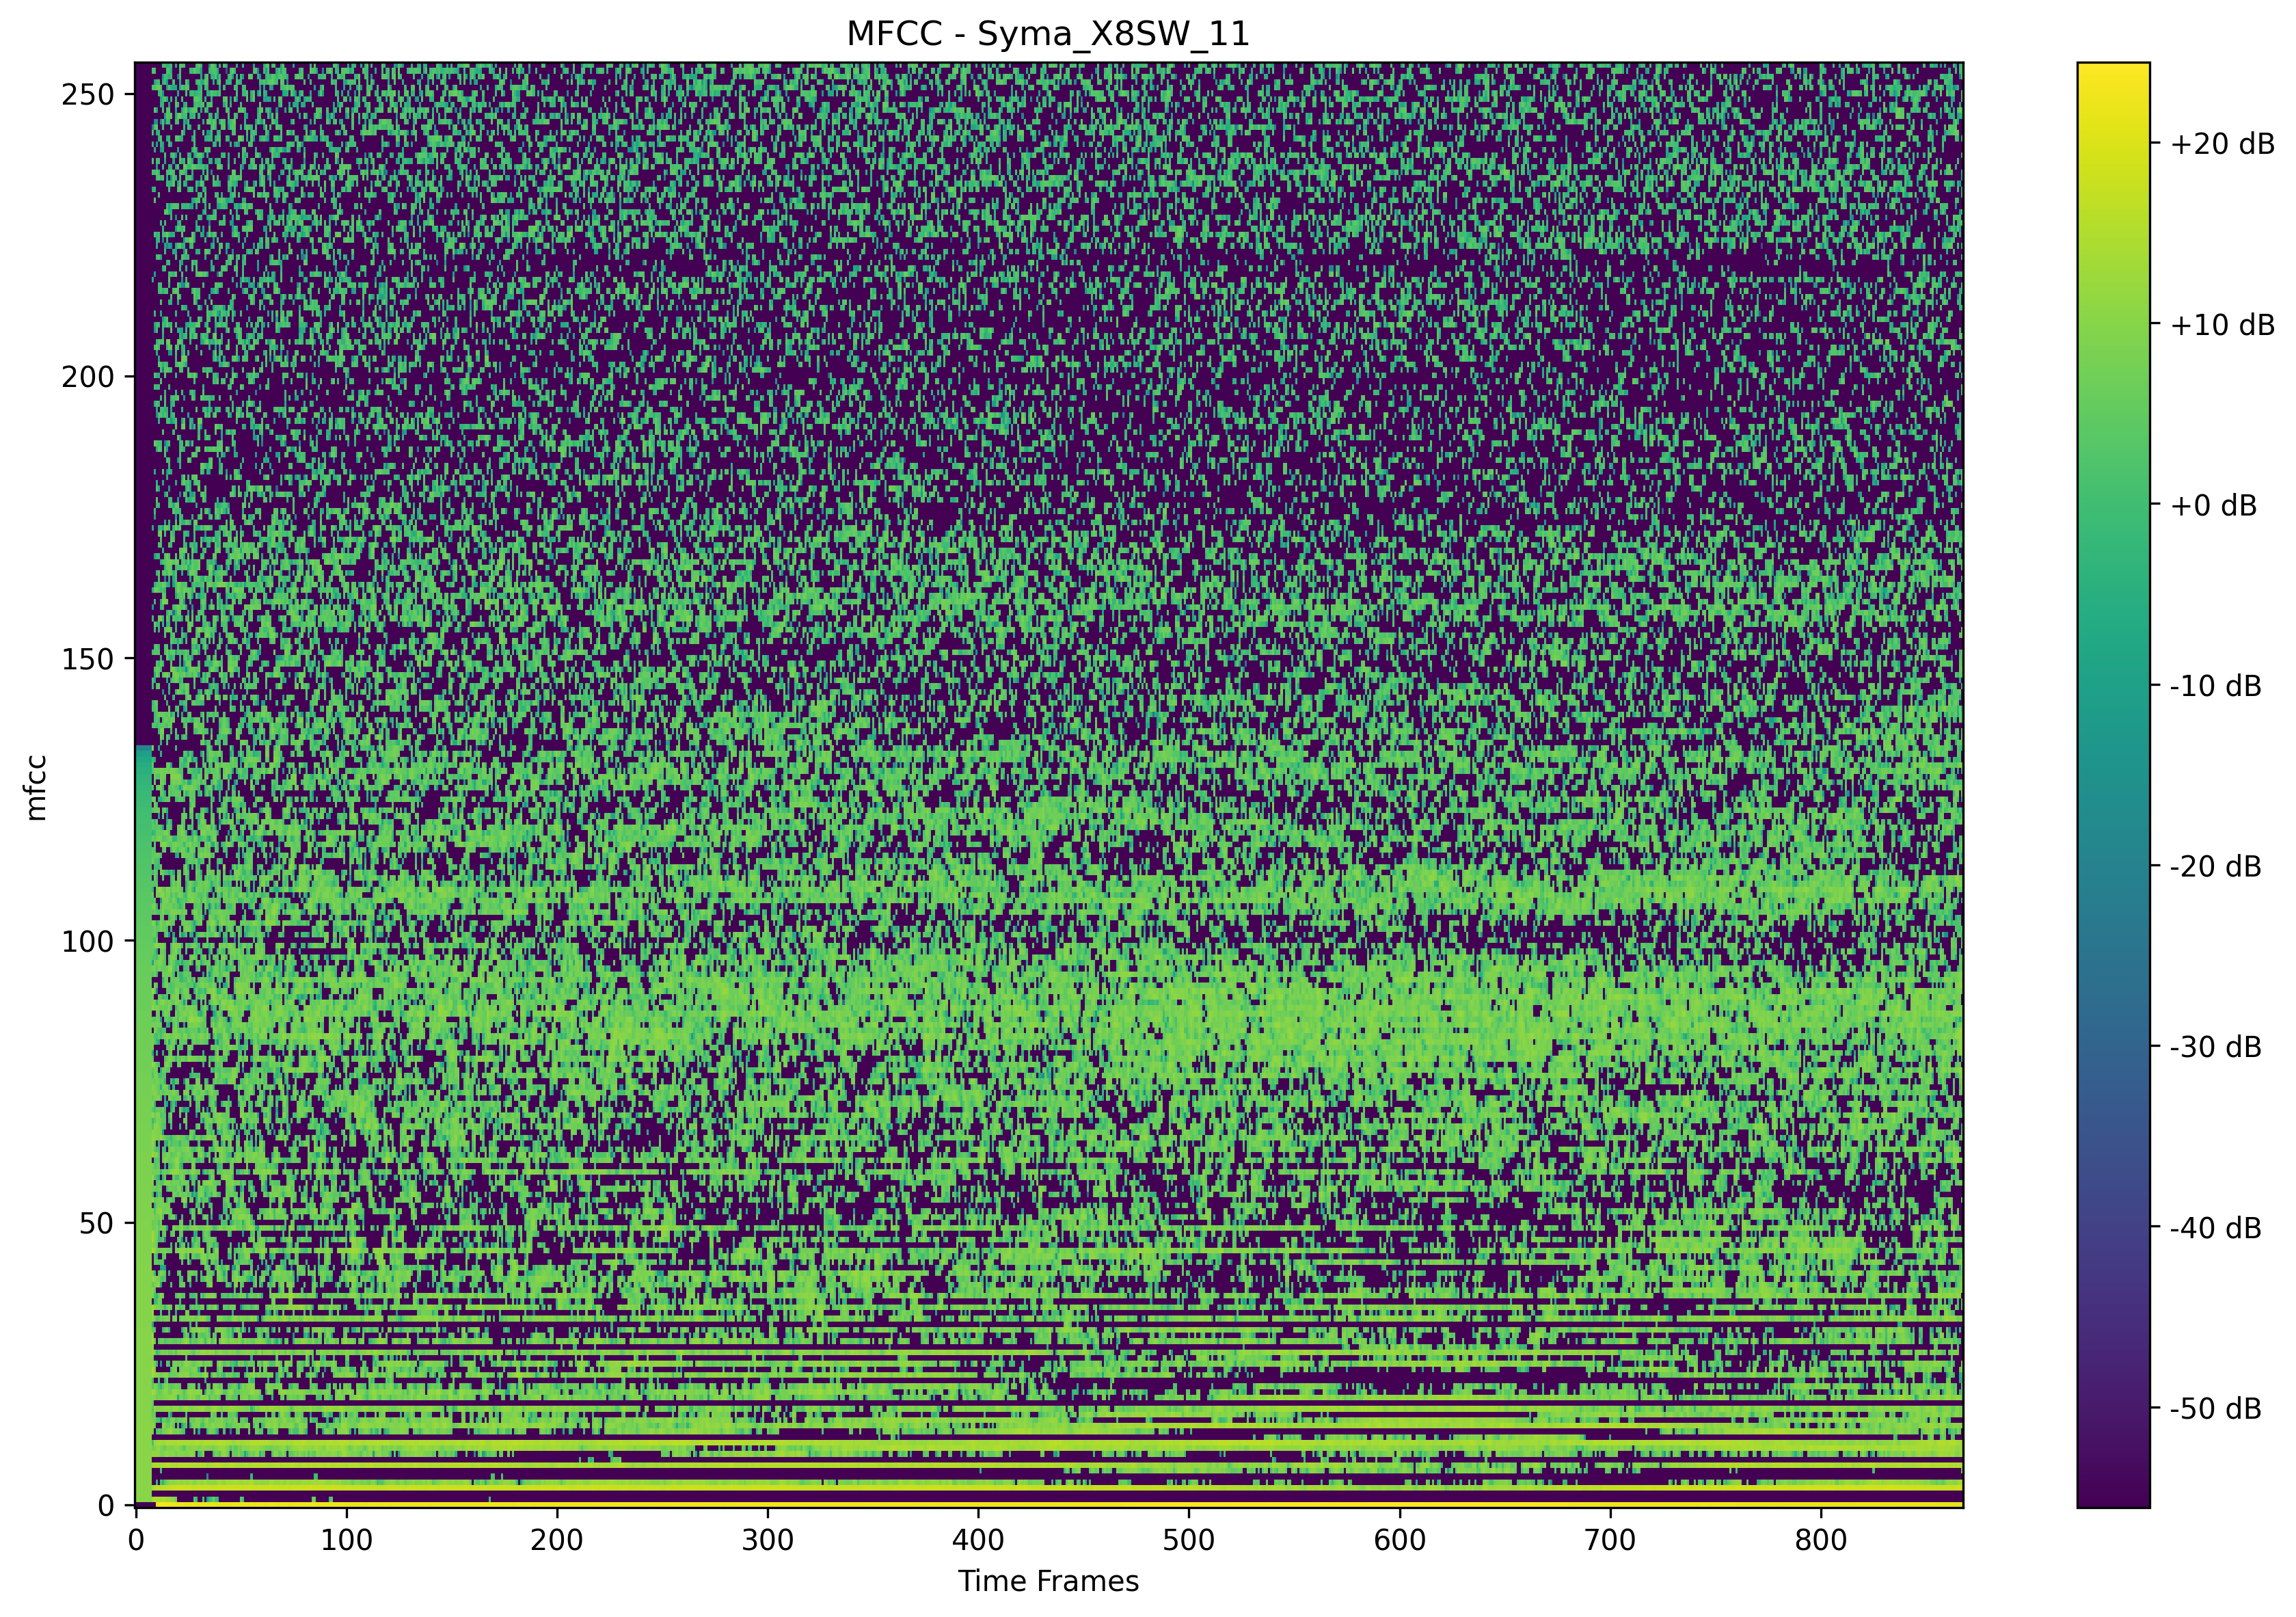 MFCC - Syma_X8SW_11
mfcc
250
200
150
100
50
0
0 100 200 300 400 500 600 700 800
Time Frames
+20 dB
+10 dB
+0 dB
-10 dB
-20 dB
-30 dB
-40 dB
-50 dB